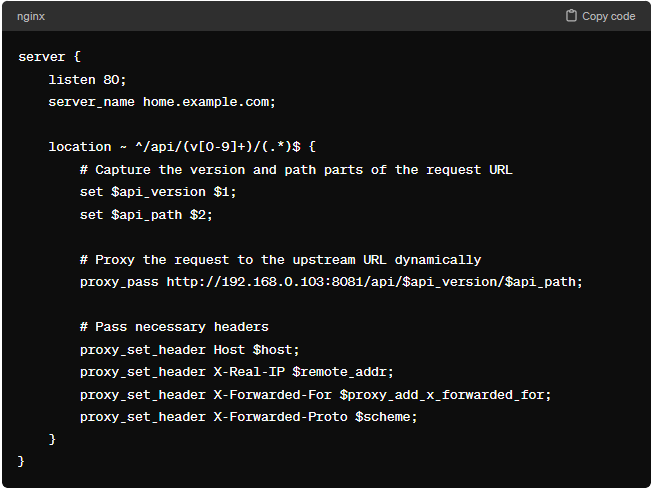 nginx
Copy code
server {
    listen 80;
    server_name home.example.com;

    location ~ ^/api/(v[0-9]+)/(.*)$ {
        # Capture the version and path parts of the request URL
        set $api_version $1;
        set $api_path $2;

        # Proxy the request to the upstream URL dynamically
        proxy_pass http://192.168.0.103:8081/api/$api_version/$api_path;

        # Pass necessary headers
        proxy_set_header Host $host;
        proxy_set_header X-Real-IP $remote_addr;
        proxy_set_header X-Forwarded-For $proxy_add_x_forwarded_for;
        proxy_set_header X-Forwarded-Proto $scheme;
    }
}